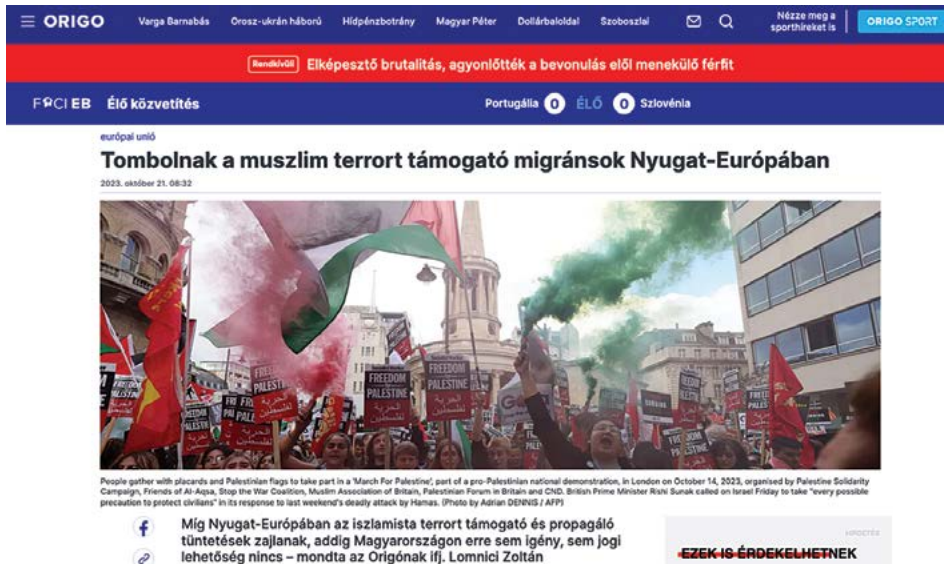 ORIGO Varga Barnabás Orosz-ukrán háború Hídpénzbotrány Magyar Péter Dollárbaloldal Szoboszlai
Nézze meg a
sporthíreket is
ORIGO SPORT
Rendkívüli Elképesztő brutalitás, agyonlőtték a bevonulás elől menekülő férfit
FOCI EB Élő közvetítés Portugália 0 ÉLŐ 0 Szlovénia
európai unió
Tombolnak a muszlim terrort támogató migránsok Nyugat-Európában
2023. október 21. 08:32
FREEDOM
PALESTINE
الحرية
لفلسطين
FREEDOM
PALESTINE
الحرية
لفلسطين
People gather with placards and Palestinian flags to take part in a 'March For Palestine', part of a pro-Palestinian national demonstration, in London on October 14, 2023, organised by Palestine Solidarity
Campaign, Friends of Al-Aqsa, Stop the War Coalition, Muslim Association of Britain, Palestinian Forum in Britain and CND. British Prime Minister Rishi Sunak called on Israel Friday to take "every possible
precaution to protect civilians" in its response to last weekend's deadly attack by Hamas. (Photo by Adrian DENNIS / AFP)
Míg Nyugat-Európában az iszlamista terrort támogató és propagáló
tüntetések zajlanak, addig Magyarországon erre sem igény, sem jogi
lehetőség nincs – mondta az Origónak ifj. Lomnici Zoltán
HIRDETÉS
EZEK IS ÉRDEKELHETNEK